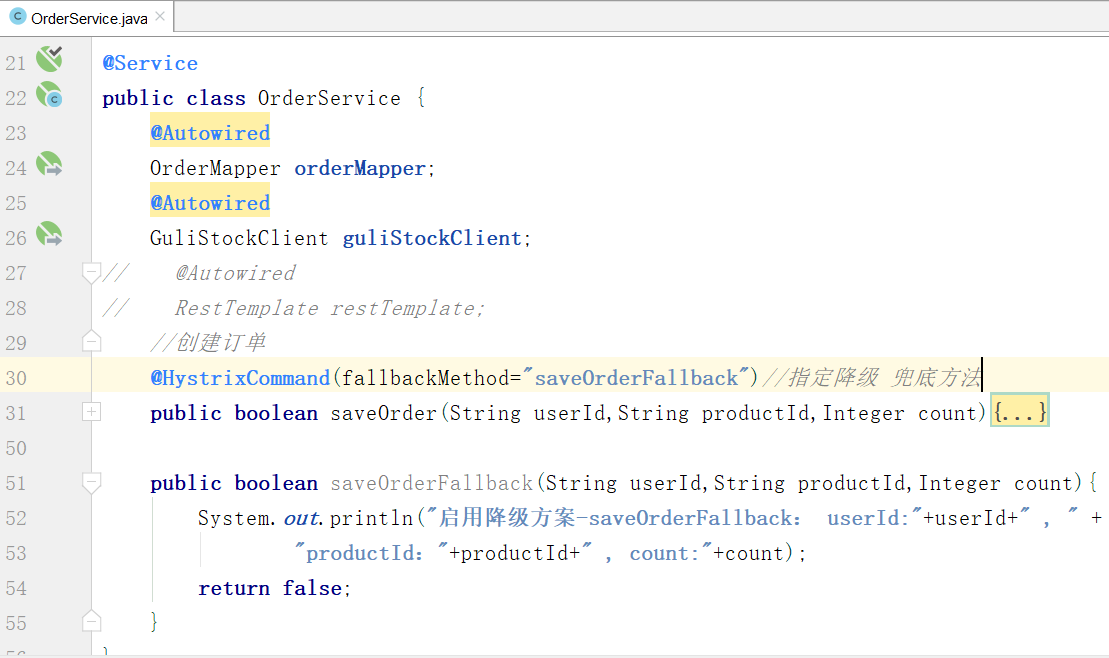 OrderService.java
21 @Service
22 public class OrderService {
23 @Autowired
24 OrderMapper orderMapper;
25 @Autowired
26 GuliStockClient guliStockClient;
27 // @Autowired
28 // RestTemplate restTemplate;
29 //创建订单
30 @HystrixCommand(fallbackMethod="saveOrderFallback")//指定降级 兜底方法
31 public boolean saveOrder(String userId,String productId,Integer count){...}
50
51 public boolean saveOrderFallback(String userId,String productId,Integer count){
52 System.out.println("启用降级方案-saveOrderFallback： userId:"+userId+" , " +
53 "productId："+productId+" , count:"+count);
54 return false;
55 }
56 }